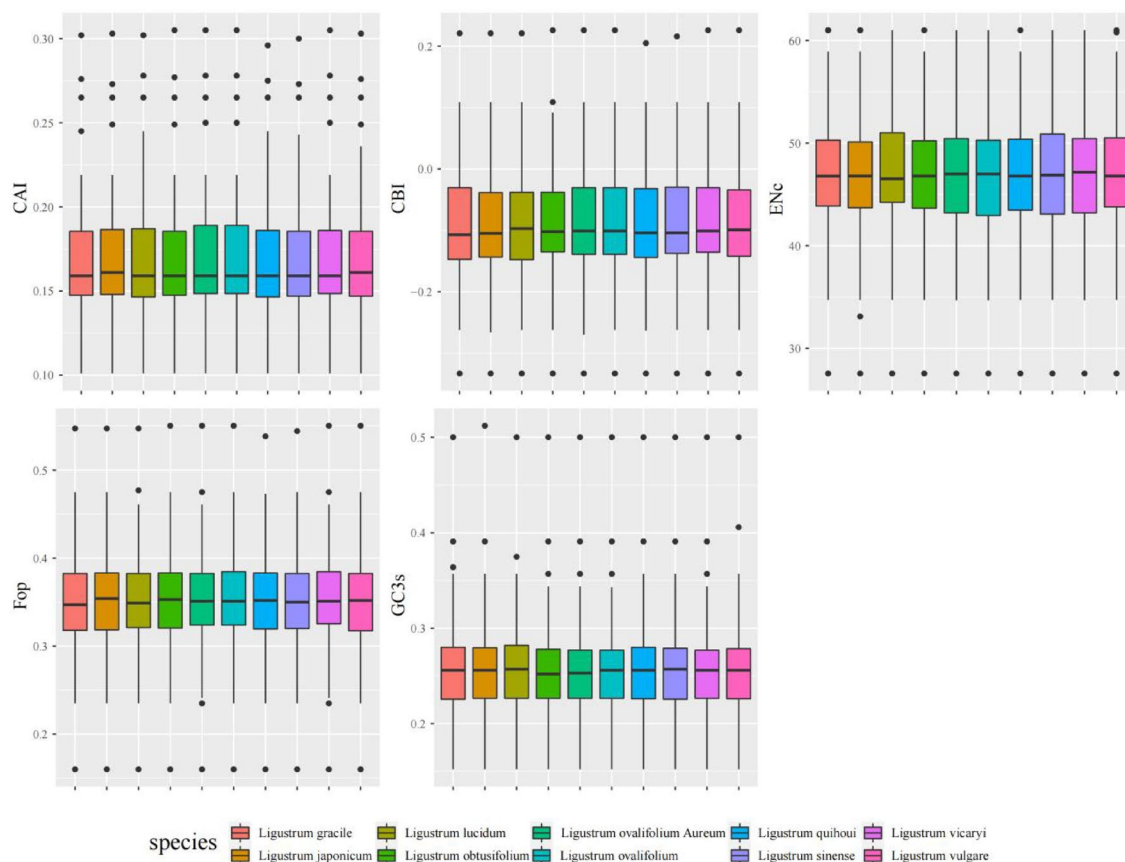 CAI
0.30
0.25
0.20
0.15
0.10
CBI
0.2
0.0
−0.2
ENc
60
50
40
30
Fop
0.5
0.4
0.3
0.2
GC3s
0.5
0.4
0.3
0.2
species
Ligustrum gracile
Ligustrum lucidum
Ligustrum ovalifolium Aureum
Ligustrum quihoui
Ligustrum vicaryi
Ligustrum japonicum
Ligustrum obtusifolium
Ligustrum ovalifolium
Ligustrum sinense
Ligustrum vulgare